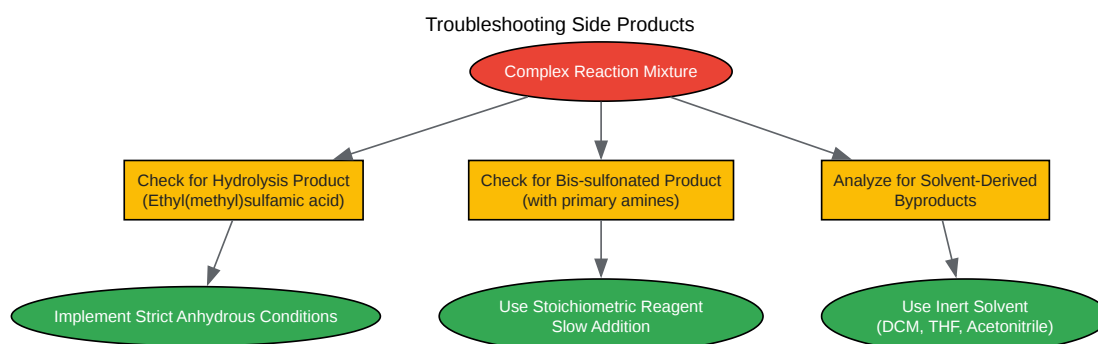 Troubleshooting Side Products
Complex Reaction Mixture
Check for Hydrolysis Product
(Ethyl(methyl)sulfamic acid)
Check for Bis-sulfonated Product
(with primary amines)
Analyze for Solvent-Derived
Byproducts
Implement Strict Anhydrous Conditions
Use Stoichiometric Reagent
Slow Addition
Use Inert Solvent
(DCM, THF, Acetonitrile)